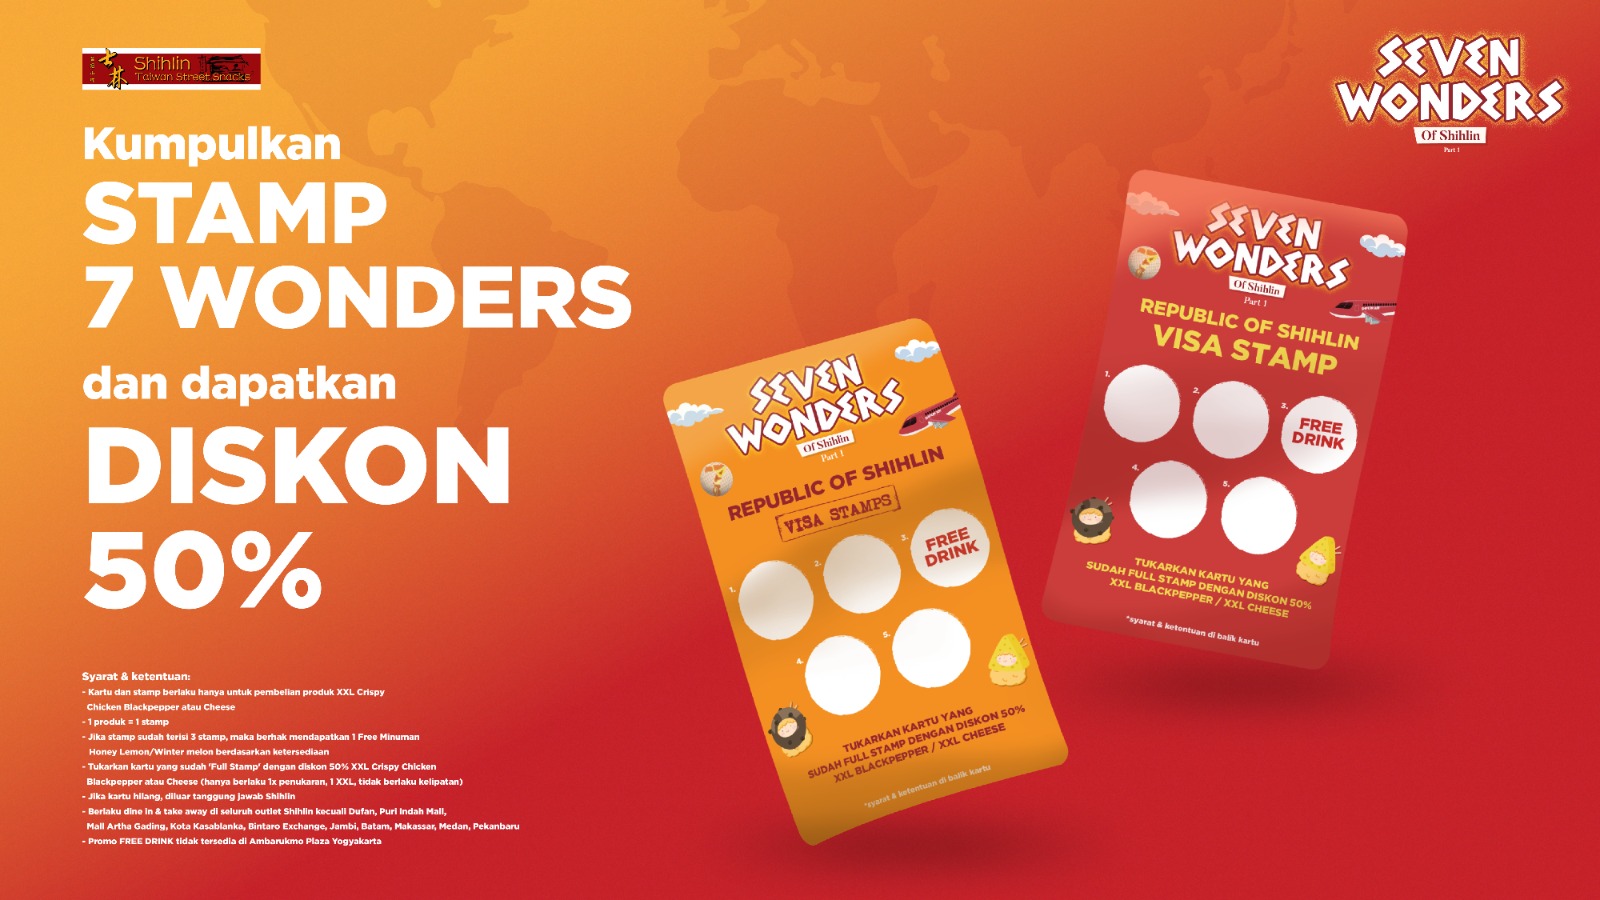 士林
Shihlin
Taiwan Street Snacks
Kumpulkan
STAMP
7 WONDERS
dan dapatkan
DISKON
50%
Syarat & ketentuan:
- Kartu dan stamp berlaku hanya untuk pembelian produk XXL Crispy
Chicken Blackpepper atau Cheese
- 1 produk = 1 stamp
- Jika stamp sudah terisi 3 stamp, maka berhak mendapatkan 1 Free Minuman
Honey Lemon/Winter melon berdasarkan ketersediaan
- Tukarkan kartu yang sudah 'Full Stamp' dengan diskon 50% XXL Crispy Chicken
Blackpepper atau Cheese (hanya berlaku 1x penukaran, 1 XXL, tidak berlaku kelipatan)
- Jika kartu hilang, diluar tanggung jawab Shihlin
- Berlaku dine in & take away di seluruh outlet Shihlin kecuali Dufan, Puri Indah Mall,
Mall Artha Gading, Kota Kasablanka, Bintaro Exchange, Jambi, Batam, Makassar, Medan, Pekanbaru
- Promo FREE DRINK tidak tersedia di Ambarukmo Plaza Yogyakarta
SEVEN
WONDERS
Of Shihlin
Part 1
REPUBLIC OF SHIHLIN
VISA STAMPS
1.
2.
3.
FREE
DRINK
4.
5.
TUKARKAN KARTU YANG
SUDAH FULL STAMP DENGAN DISKON 50%
XXL BLACKPEPPER / XXL CHEESE
*syarat & ketentuan di balik kartu
SEVEN
WONDERS
Of Shihlin
Part 1
REPUBLIC OF SHIHLIN
VISA STAMP
1.
2.
3.
FREE
DRINK
4.
5.
TUKARKAN KARTU YANG
SUDAH FULL STAMP DENGAN DISKON 50%
XXL BLACKPEPPER / XXL CHEESE
*syarat & ketentuan di balik kartu
SEVEN
WONDERS
Of Shihlin
Part 1